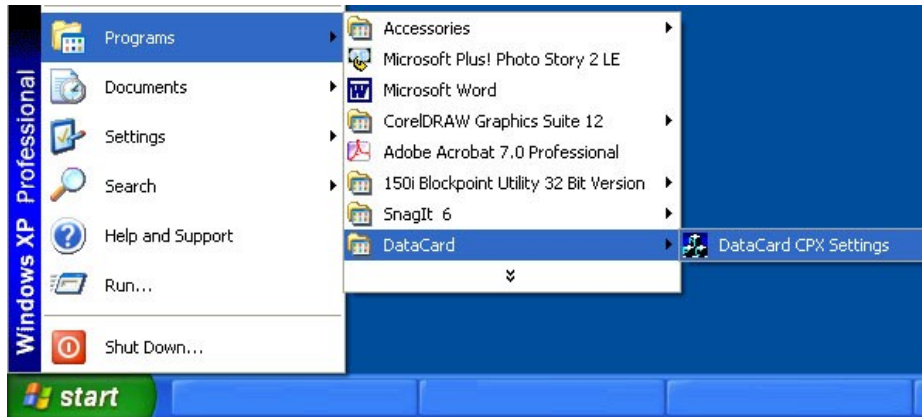 Windows XP Professional
Programs
Documents
Settings
Search
Help and Support
Run...
Shut Down...
Accessories
Microsoft Plus! Photo Story 2 LE
Microsoft Word
CorelDRAW Graphics Suite 12
Adobe Acrobat 7.0 Professional
150i Blockpoint Utility 32 Bit Version
SnagIt 6
DataCard
DataCard CPX Settings
start